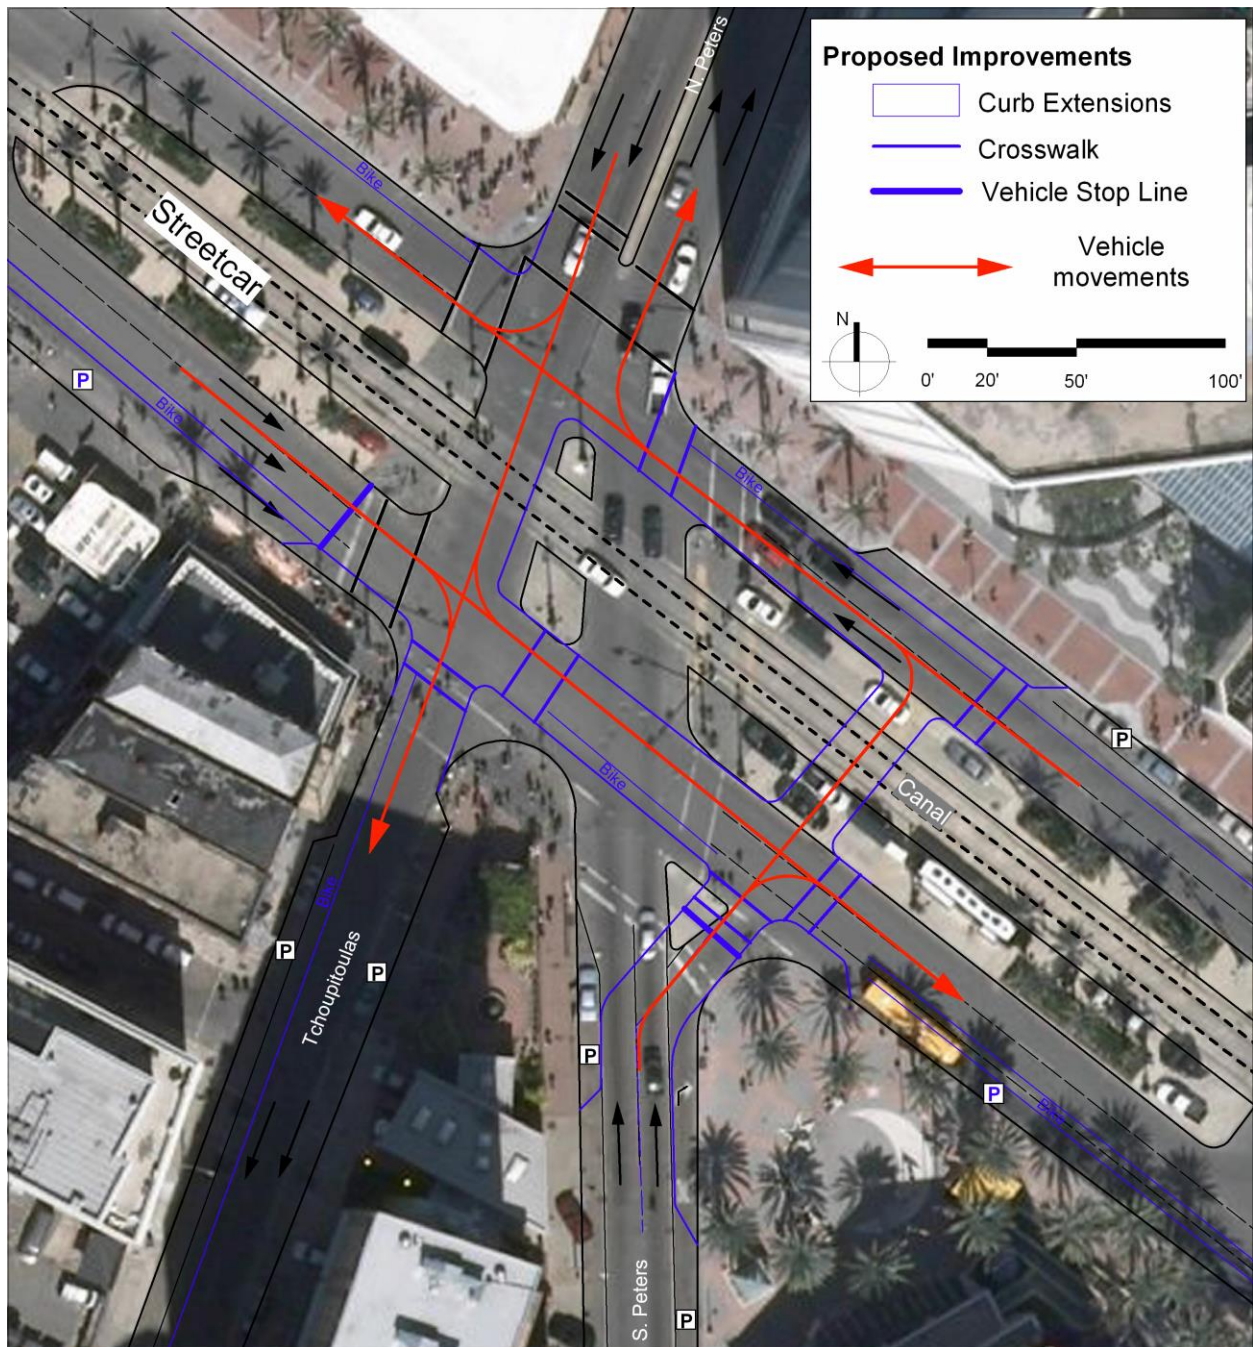 N. Peters
Proposed Improvements
Curb Extensions
Crosswalk
Vehicle Stop Line
Vehicle
movements
N
0'
20'
50'
100'
Bike
Streetcar
P
Bike
Bike
P
Canal
Bike
Bike
P
P
Tchoupitoulas
P
P
Bike
S. Peters
P